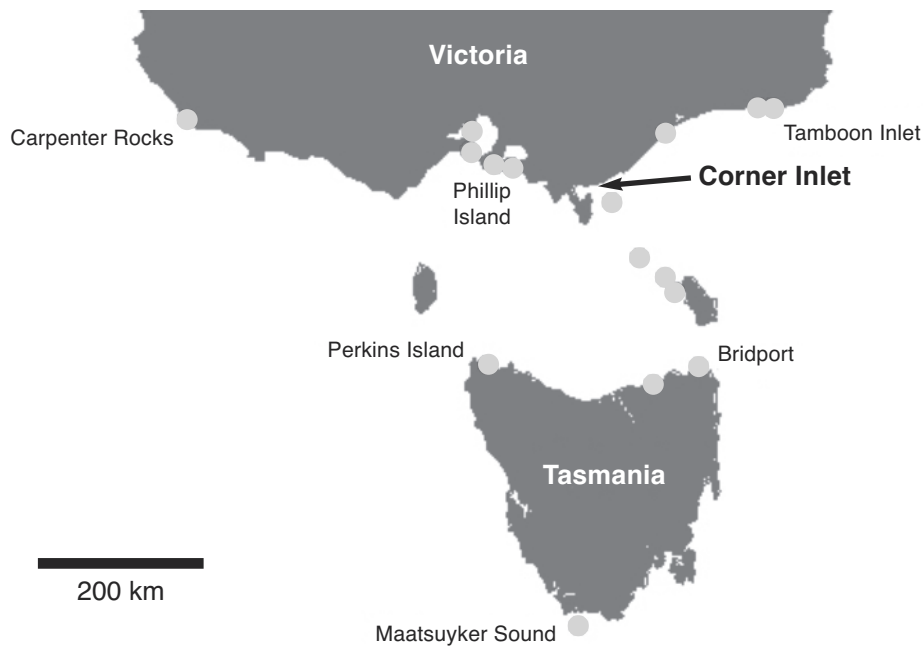 Victoria
Carpenter Rocks
Tamboon Inlet
Corner Inlet
Phillip
Island
Perkins Island
Bridport
Tasmania
200 km
Maatsuyker Sound